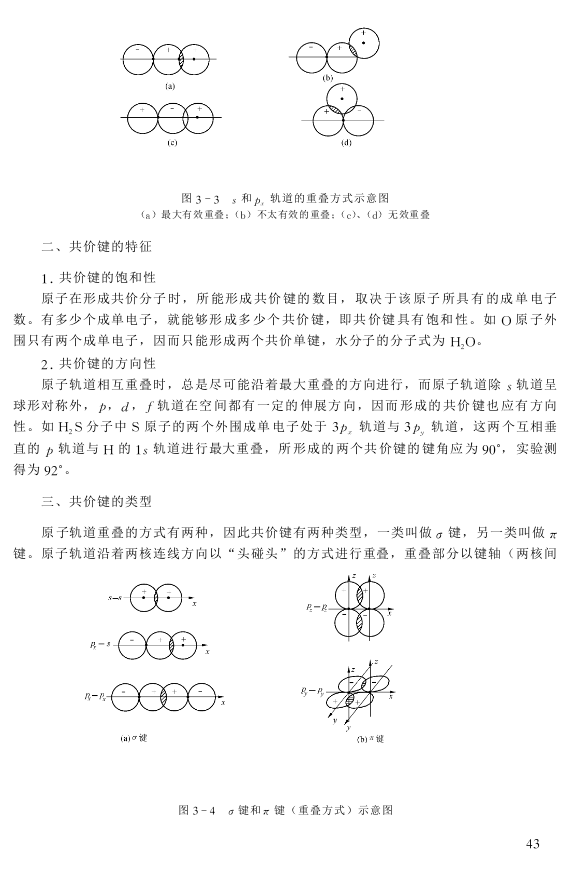 - + +
(a)
- + +
(b)
+ - +
(c)
+ + -
(d)
图 3-3 s 和 pₓ 轨道的重叠方式示意图
(a) 最大有效重叠;(b) 不太有效的重叠;(c)、(d) 无效重叠
二、共价键的特征
1. 共价键的饱和性
原子在形成共价分子时,所能形成共价键的数目,取决于该原子所具有的成单电子
数。有多少个成单电子,就能够形成多少个共价键,即共价键具有饱和性。如 O 原子外
围只有两个成单电子,因而只能形成两个共价单键,水分子的分子式为 H₂O。
2. 共价键的方向性
原子轨道相互重叠时,总是尽可能沿着最大重叠的方向进行,而原子轨道除 s 轨道呈
球形对称外,p,d,f 轨道在空间都有一定的伸展方向,因而形成的共价键也应有方向
性。如 H₂S 分子中 S 原子的两个外围成单电子处于 3pₓ 轨道与 3pᵧ 轨道,这两个互相垂
直的 p 轨道与 H 的 1s 轨道进行最大重叠,所形成的两个共价键的键角应为 90°,实验测
得为 92°。
三、共价键的类型
原子轨道重叠的方式有两种,因此共价键有两种类型,一类叫做 σ 键,另一类叫做 π
键。原子轨道沿着两核连线方向以“头碰头”的方式进行重叠,重叠部分以键轴(两核间
s-s x
pₓ-s x
pₓ-pₓ x
(a) σ 键
p_z-p_z z x
pᵧ-pᵧ z z y y
(b) π 键
图 3-4 σ 键和 π 键(重叠方式)示意图
43